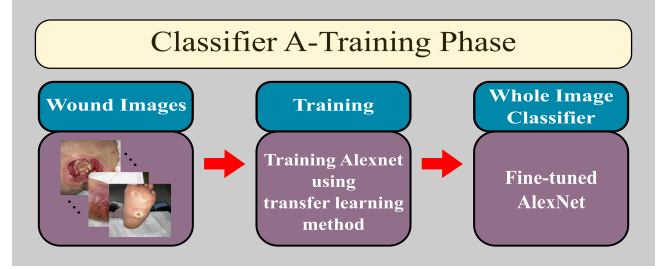 Classifier A-Training Phase
Wound Images
Training
Whole Image
Classifier
Training Alexnet
using
transfer learning
method
Fine-tuned
AlexNet